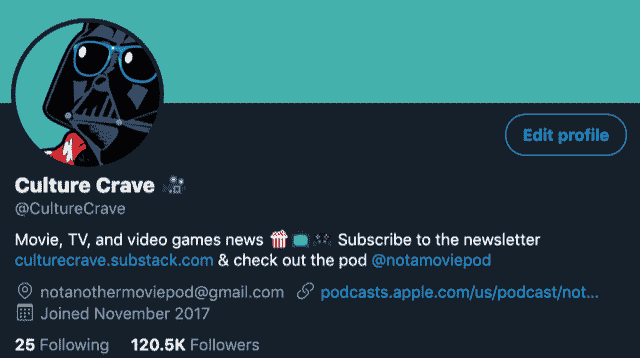 Edit profile
Culture Crave 🎥
@CultureCrave
Movie, TV, and video games news 🍿📺🎮 Subscribe to the newsletter
culturecrave.substack.com & check out the pod @notamoviepod
notanothermoviepod@gmail.com podcasts.apple.com/us/podcast/not...
Joined November 2017
25 Following 120.5K Followers